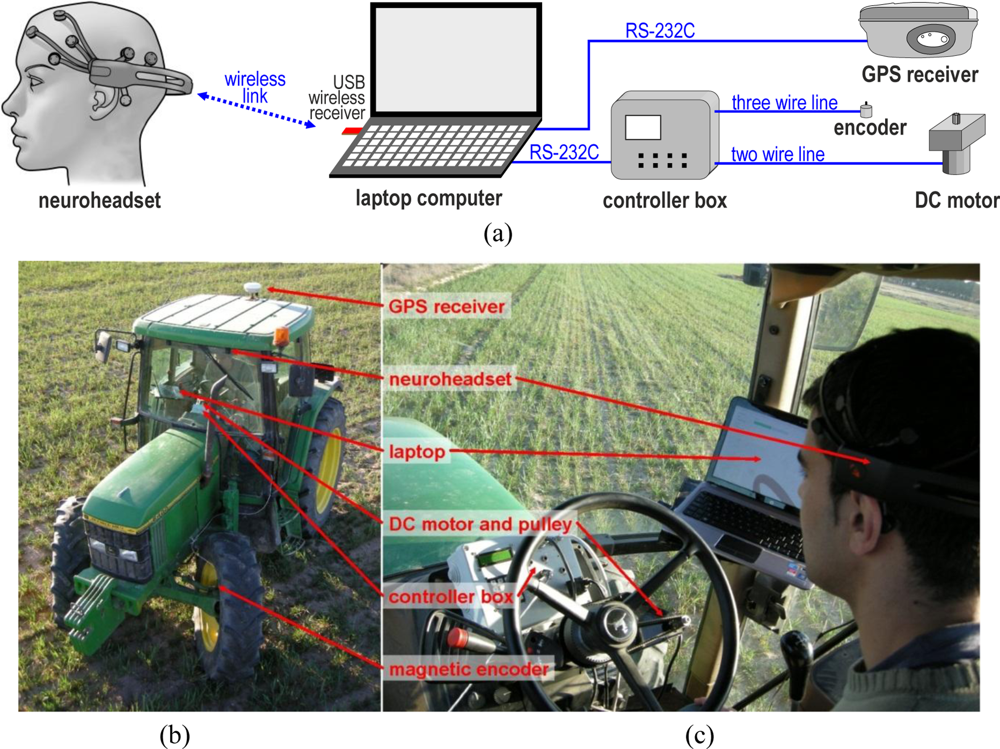 RS-232C
GPS receiver
wireless
link
USB
wireless
receiver
three wire line
encoder
RS-232C
two wire line
neuroheadset
laptop computer
controller box
DC motor
(a)
GPS receiver
neuroheadset
laptop
DC motor and pulley
controller box
magnetic encoder
(b)
(c)